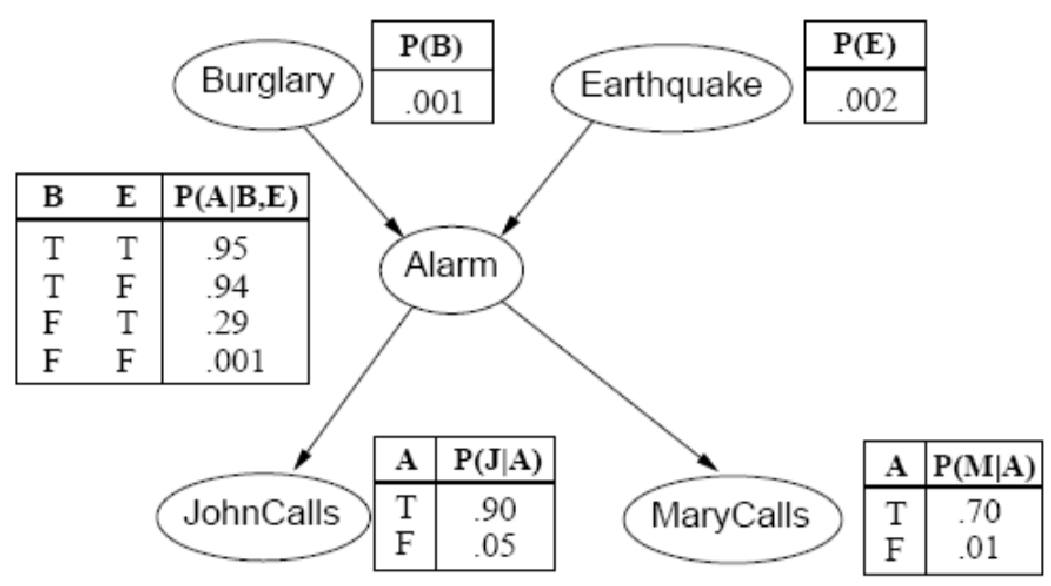 Burglary
P(B)
.001
Earthquake
P(E)
.002
B E P(A|B,E)
T T .95
T F .94
F T .29
F F .001
Alarm
JohnCalls
A P(J|A)
T .90
F .05
MaryCalls
A P(M|A)
T .70
F .01